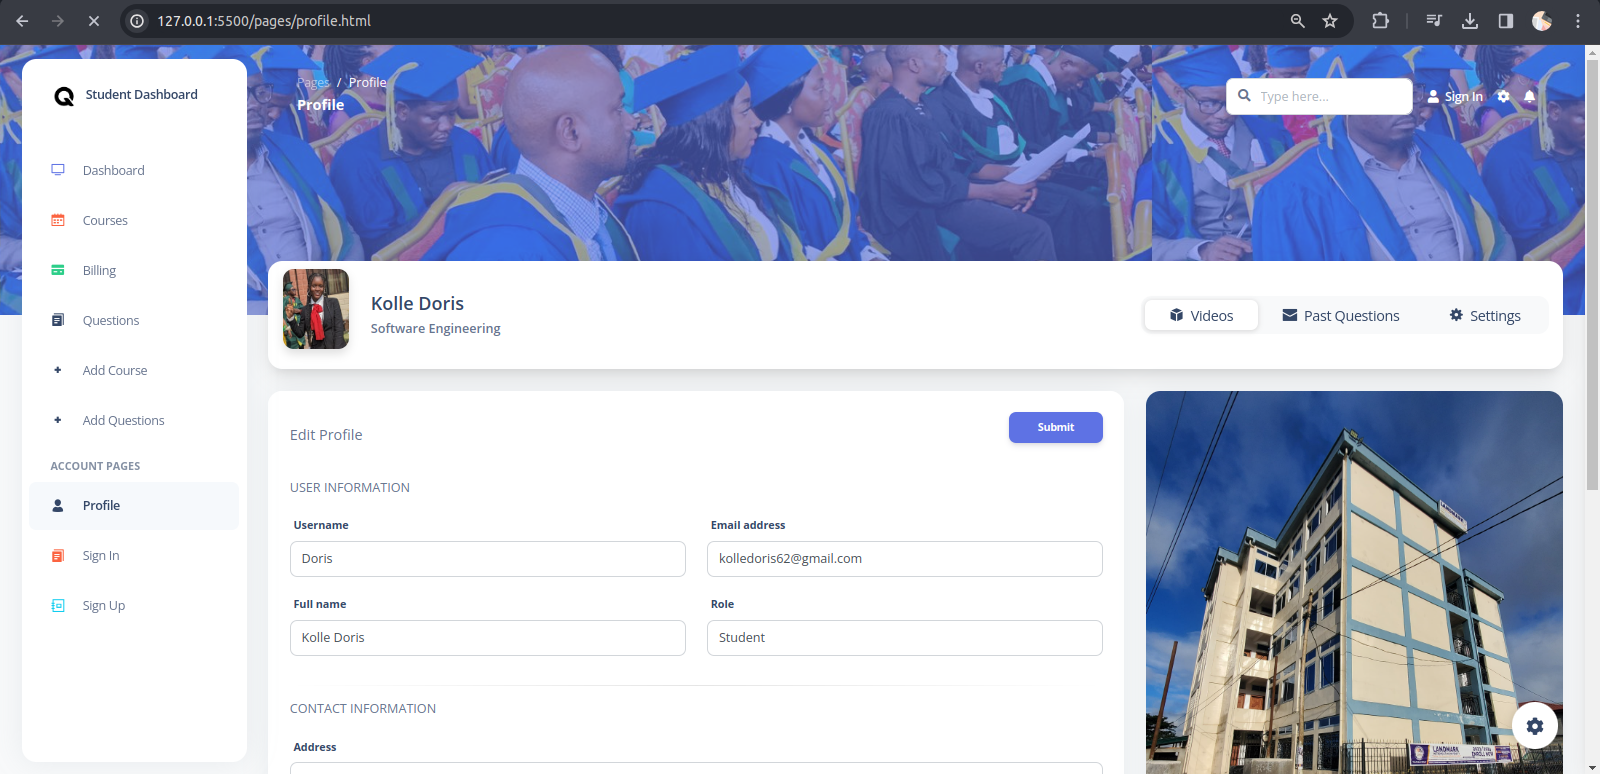 127.0.0.1:5500/pages/profile.html
Student Dashboard
Pages / Profile
Profile
Type here...
Sign In
Dashboard
Courses
Billing
Questions
Add Course
Add Questions
ACCOUNT PAGES
Profile
Sign In
Sign Up
Kolle Doris
Software Engineering
Videos
Past Questions
Settings
Edit Profile
Submit
USER INFORMATION
Username
Email address
Doris
kolledoris62@gmail.com
Full name
Role
Kolle Doris
Student
CONTACT INFORMATION
Address
LANDMARK